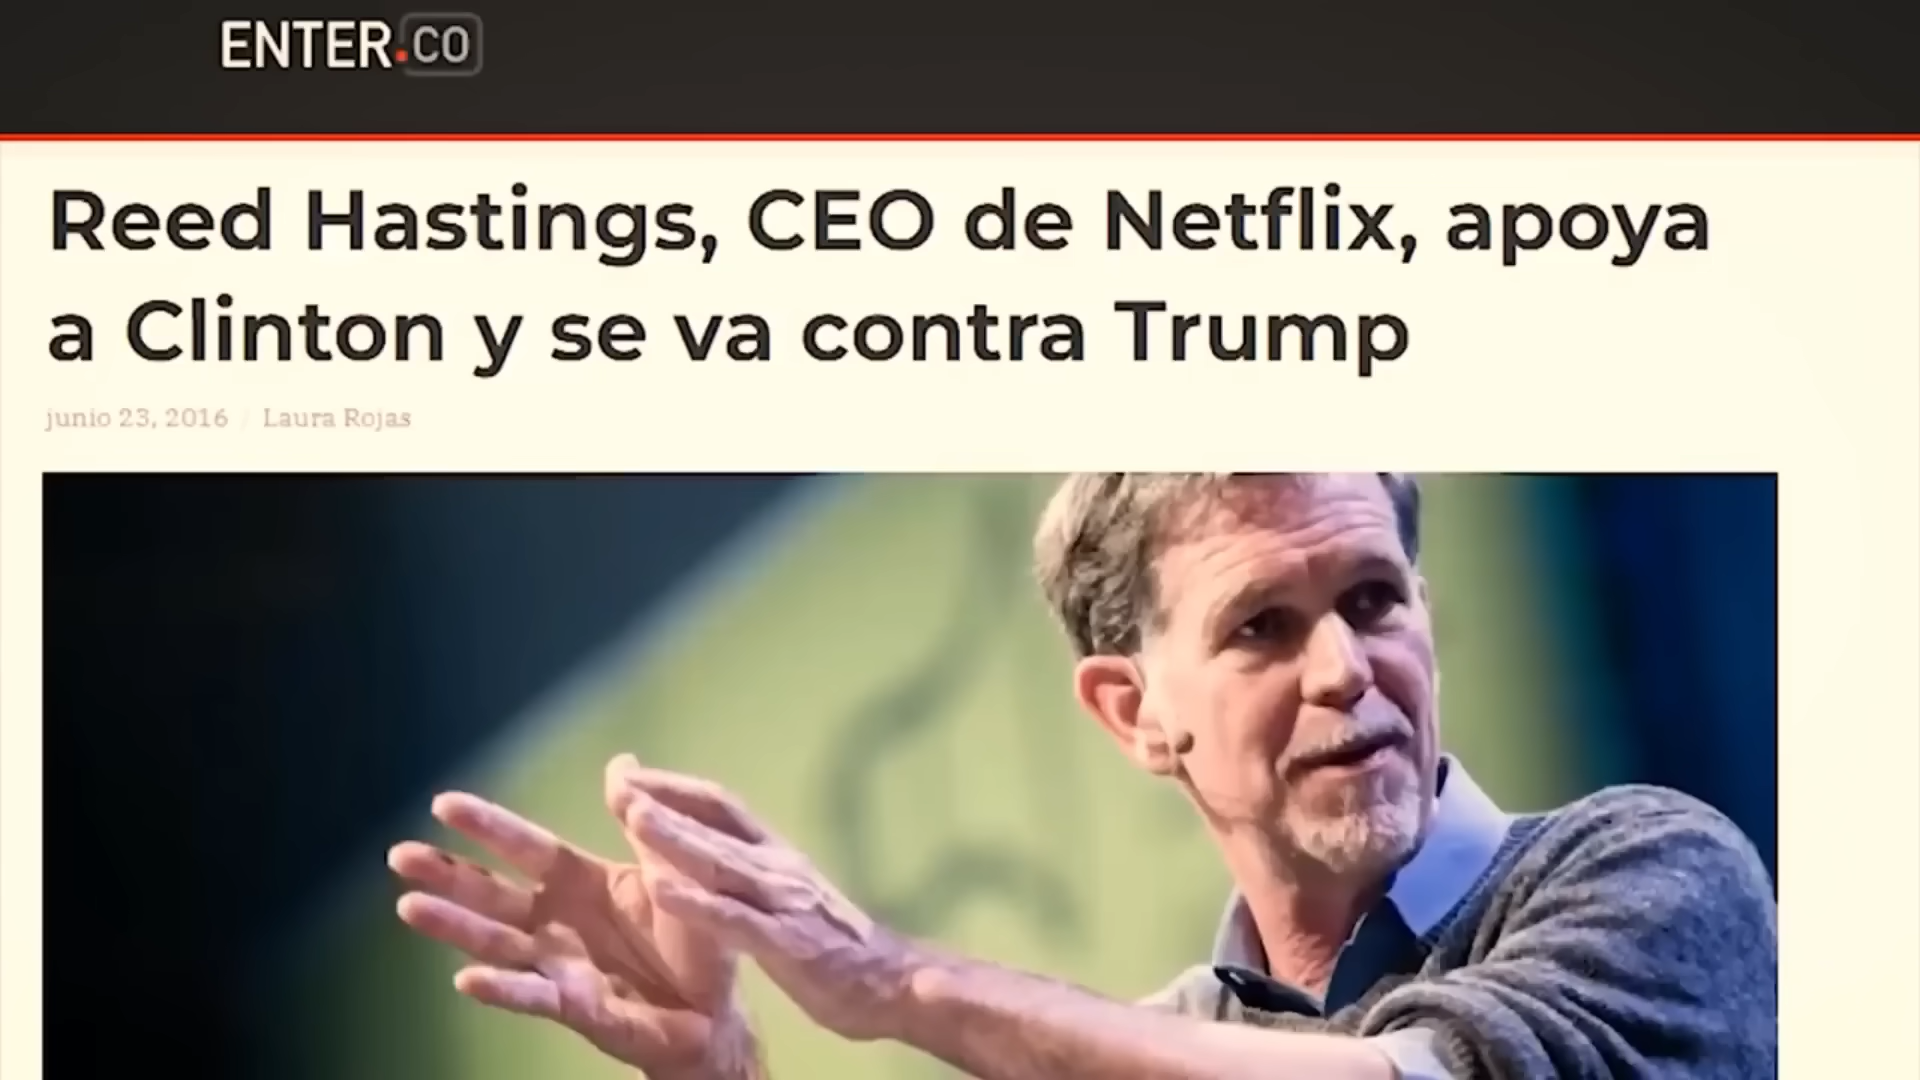 ENTER.CO
Reed Hastings, CEO de Netflix, apoya
a Clinton y se va contra Trump
junio 23, 2016 / Laura Rojas